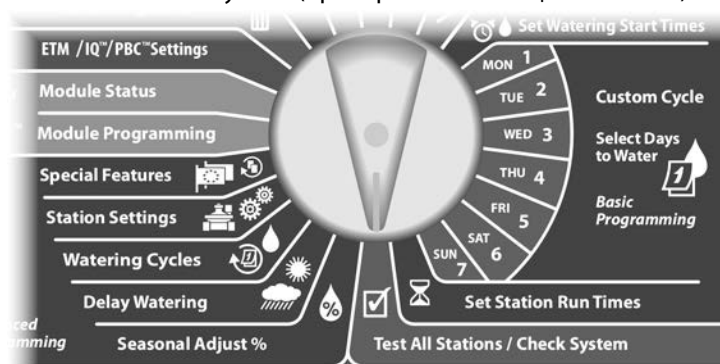 Set Watering Start Times
ETM /IQ™/PBC™Settings
Module Status
Module Programming
Special Features
Station Settings
Watering Cycles
Delay Watering
Seasonal Adjust %
%
MON 1
TUE 2
WED 3
THU 4
FRI 5
SAT 6
SUN 7
Custom Cycle
Select Days
to Water
1
Basic
Programming
Set Station Run Times
Test All Stations / Check System